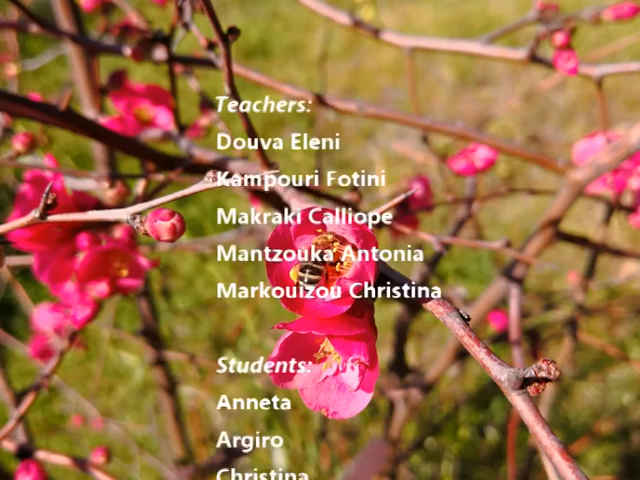 Teachers:
Douva Eleni
Kampouri Fotini
Makraki Calliope
Mantzouka Antonia
Markouizou Christina
Students:
Anneta
Argiro
Christina